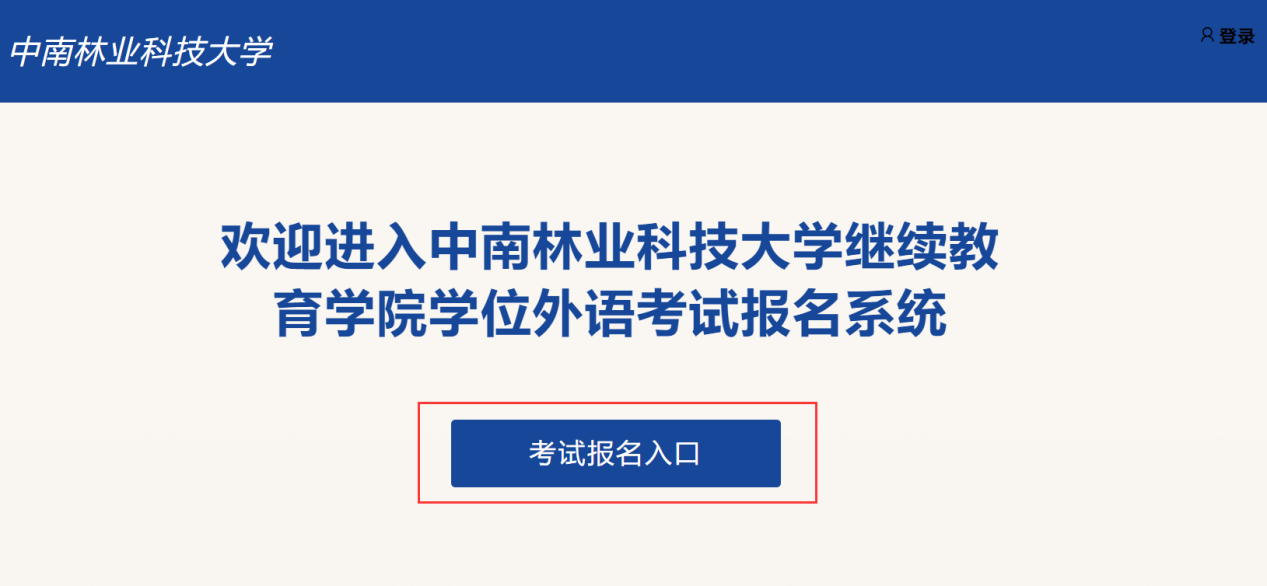 中南林业科技大学
登录
欢迎进入中南林业科技大学继续教
育学院学位外语考试报名系统
考试报名入口